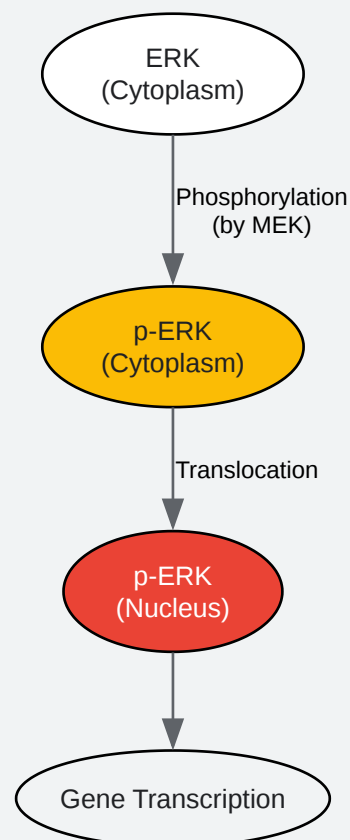 ERK
(Cytoplasm)
Phosphorylation
(by MEK)
p-ERK
(Cytoplasm)
Translocation
p-ERK
(Nucleus)
Gene Transcription